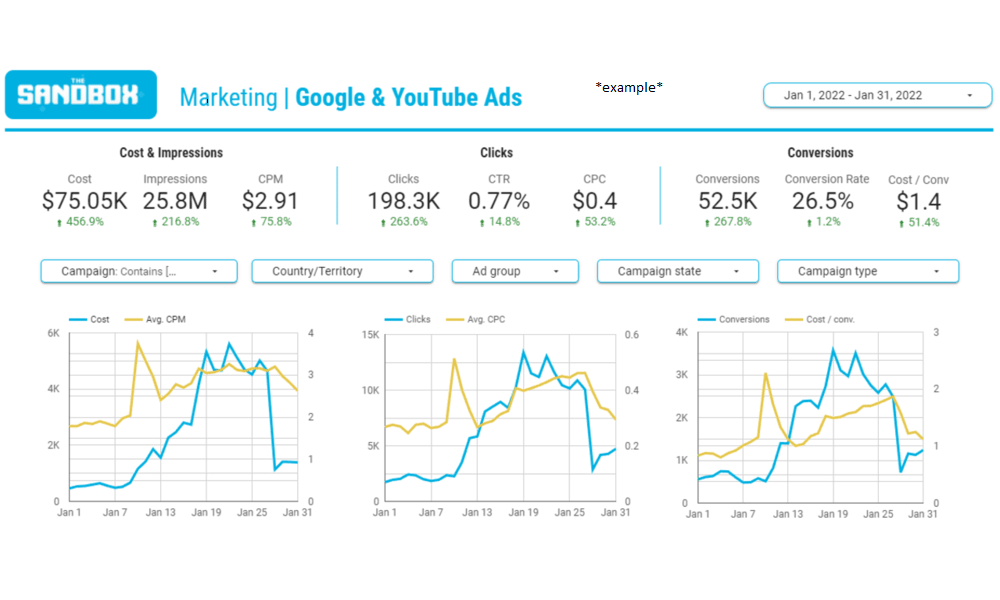 THE
SANDBOX
Marketing | Google & YouTube Ads
*example*
Jan 1, 2022 - Jan 31, 2022
Cost & Impressions
Clicks
Conversions
Cost Impressions CPM
$75.05K 25.8M $2.91
456.9% 216.8% 75.8%
Clicks CTR CPC
198.3K 0.77% $0.4
263.6% 14.8% 53.2%
Conversions Conversion Rate Cost / Conv
52.5K 26.5% $1.4
267.8% 1.2% 51.4%
Campaign: Contains [...
Country/Territory
Ad group
Campaign state
Campaign type
Cost Avg. CPM
6K 4
3
4K
2
2K
1
0 0
Jan 1 Jan 7 Jan 13 Jan 19 Jan 25 Jan 31
Clicks Avg. CPC
15K 0.6
10K 0.4
5K 0.2
0 0
Jan 1 Jan 7 Jan 13 Jan 19 Jan 25 Jan 31
Conversions Cost / conv.
4K 3
3K
2
2K
1K 1
0 0
Jan 1 Jan 7 Jan 13 Jan 19 Jan 25 Jan 31